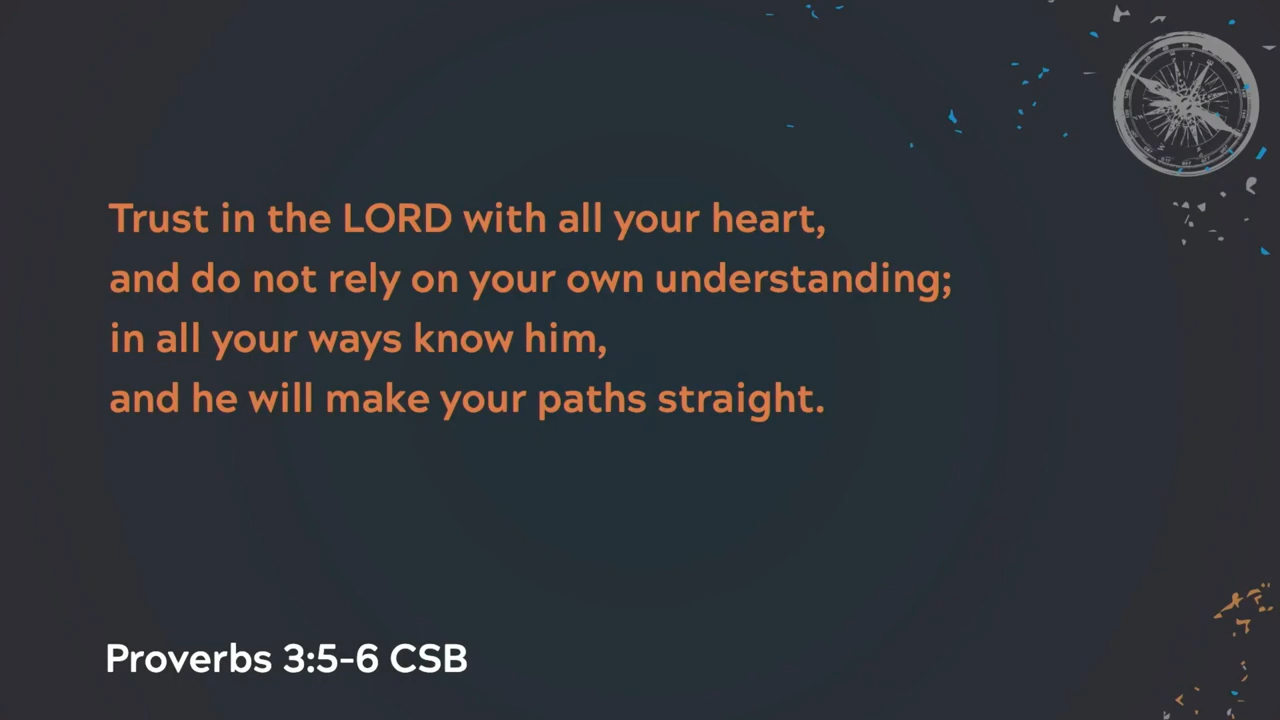 Trust in the LORD with all your heart,
and do not rely on your own understanding;
in all your ways know him,
and he will make your paths straight.
Proverbs 3:5-6 CSB